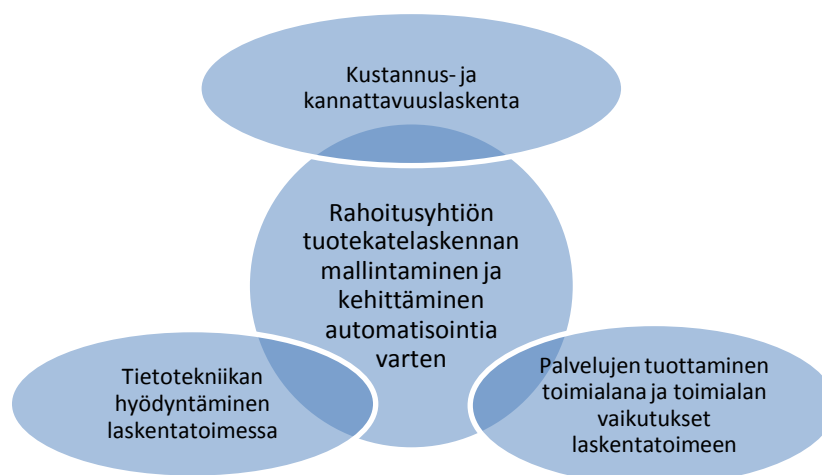 Kustannus- ja
kannattavuuslaskenta
Rahoitusyhtiön
tuotekatelaskennan
mallintaminen ja
kehittäminen
automatisointia
varten
Tietotekniikan
hyödyntäminen
laskentatoimessa
Palvelujen tuottaminen
toimialana ja toimialan
vaikutukset
laskentatoimeen